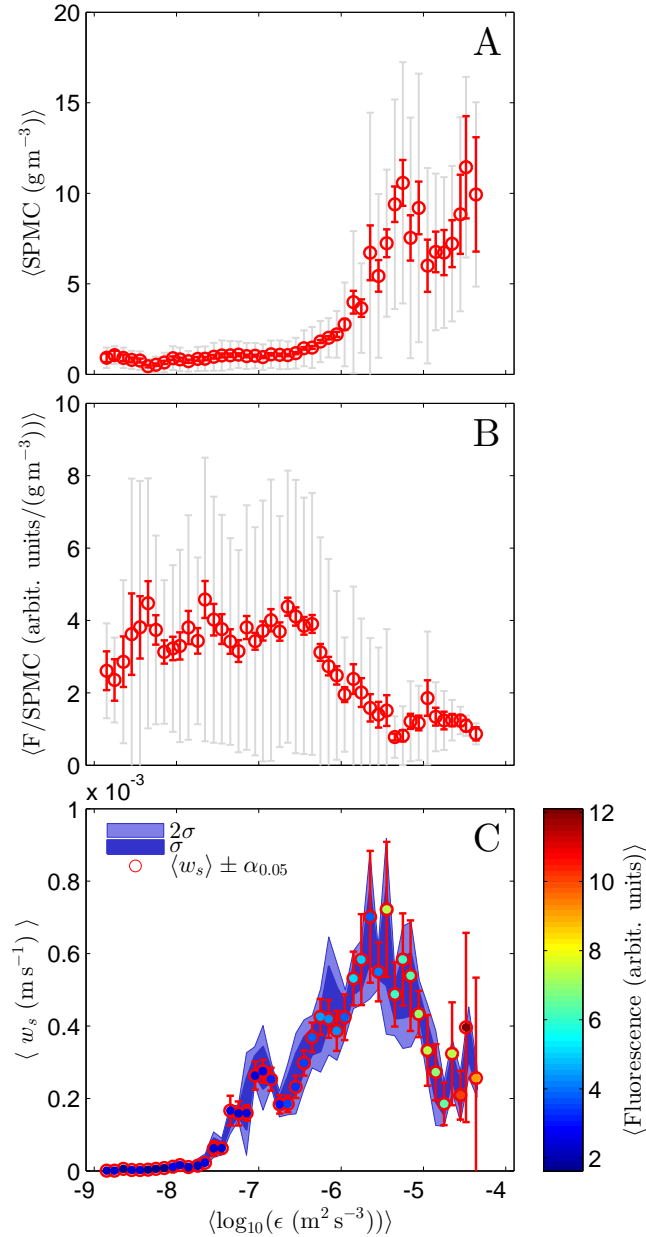 A
20
15
10
5
0
⟨SPMC (g m⁻³)⟩
B
10
8
6
4
2
0
⟨F/SPMC (arbit. units/(g m⁻³))⟩
x 10⁻³
C
2σ
σ
⟨w_s⟩ ± α_0.05
1
0.8
0.6
0.4
0.2
0
⟨ w_s (m s⁻¹) ⟩
-9 -8 -7 -6 -5 -4
⟨log₁₀(ϵ (m² s⁻³))⟩
12
10
8
6
4
2
⟨Fluorescence (arbit. units)⟩